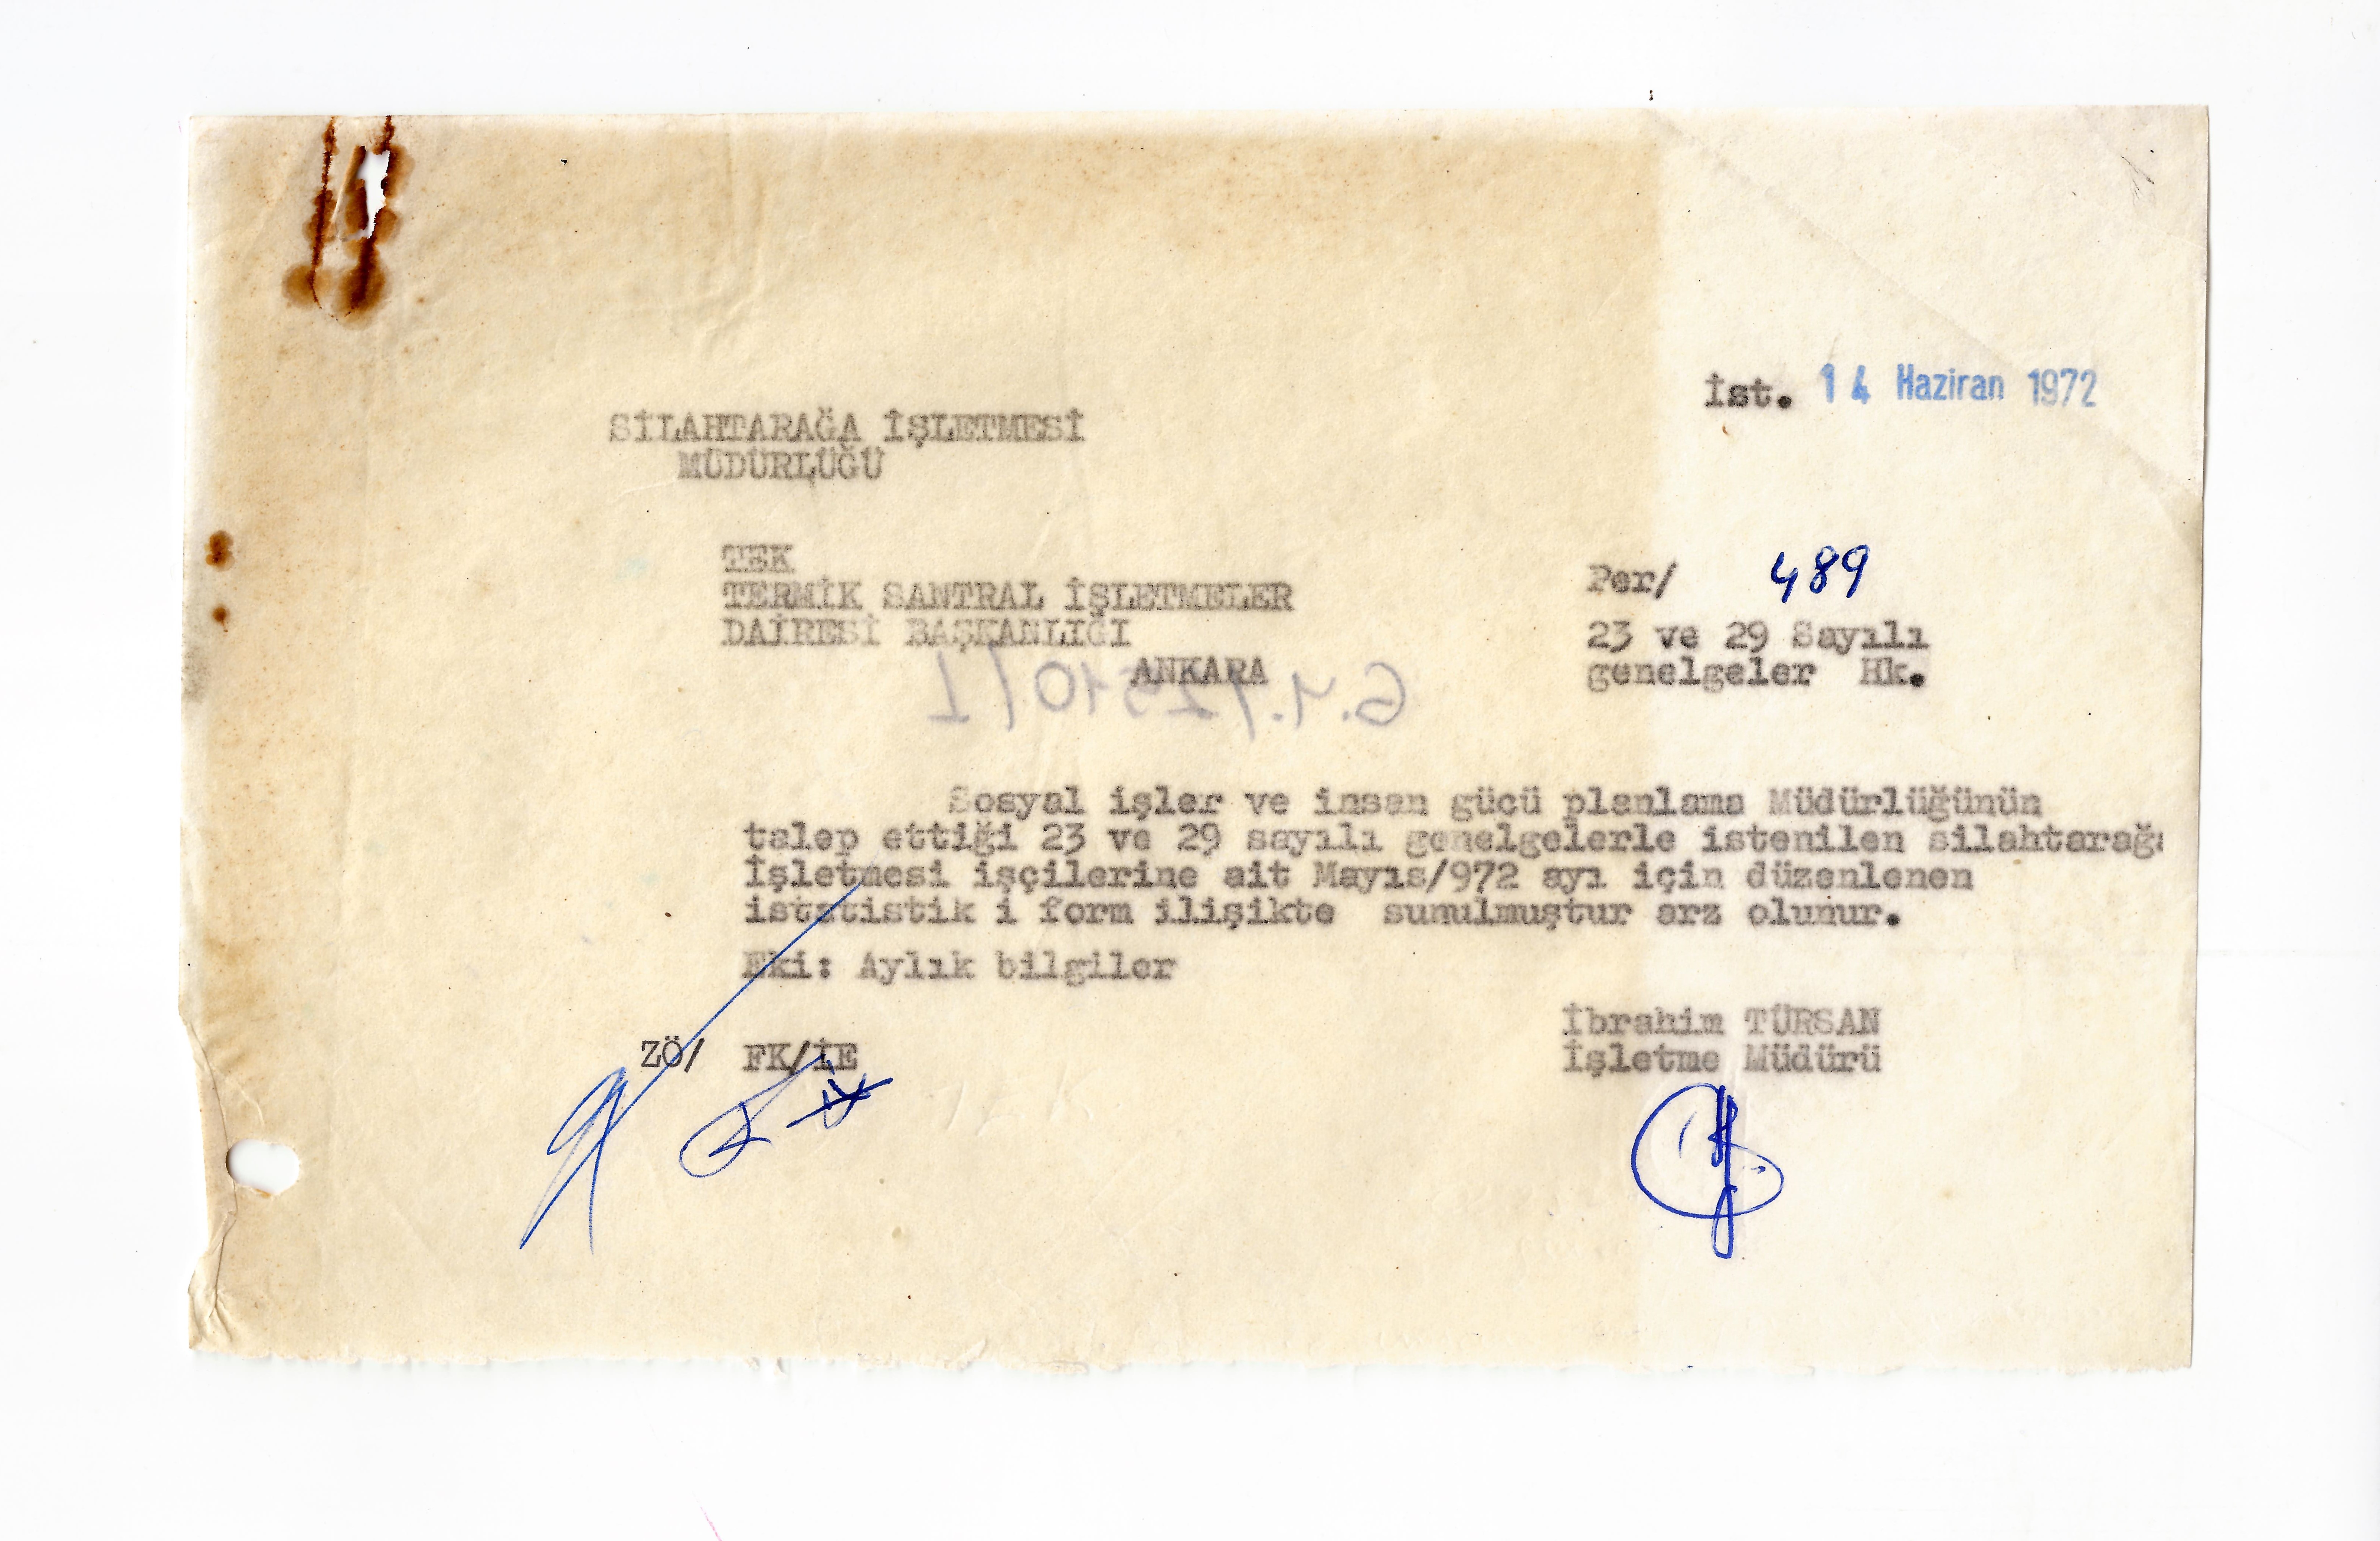 İst. 14 Haziran 1972
SİLAHTARAĞA İŞLETMESİ
MÜDÜRLÜĞÜ
TEK
TERMİK SANTRAL İŞLETMELER
DAİRESİ BAŞKANLIĞI
ANKARA
Per/ 489
23 ve 29 Sayılı
genelgeler Hk.
Sosyal işler ve insan gücü planlama Müdürlüğünün
talep ettiği 23 ve 29 sayılı genelgelerle istenilen silahtarağa
İşletmesi işçilerine ait Mayıs/972 ayı için düzenlenen
istatistik i form ilişikte sunulmuştur arz olunur.
Eki: Aylık bilgiler
İbrahim TÜRSAN
İşletme Müdürü
ZÖ/ FK/İE